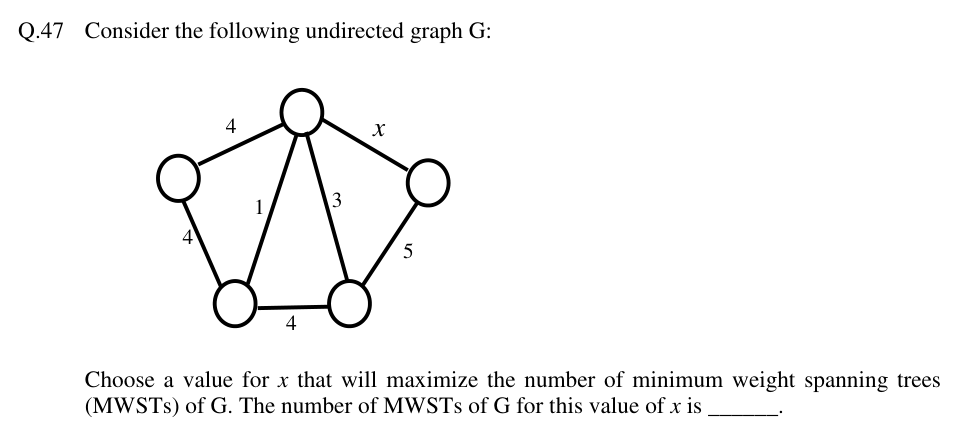 Q.47 Consider the following undirected graph G:
4
x
1
3
4
5
4
Choose a value for x that will maximize the number of minimum weight spanning trees
(MWSTs) of G. The number of MWSTs of G for this value of x is ______.